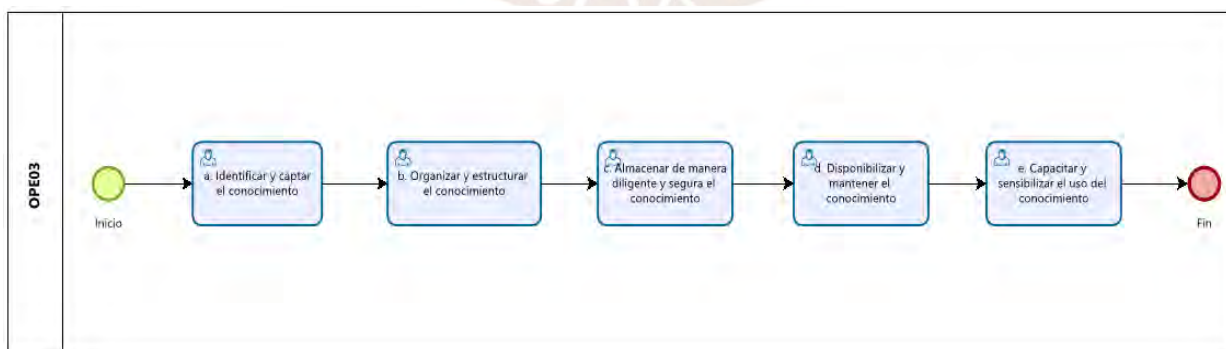 OPE03
Inicio
a. Identificar y captar
el conocimiento
b. Organizar y estructurar
el conocimiento
c. Almacenar de manera
diligente y segura el
conocimiento
d. Disponibilizar y
mantener el
conocimiento
e. Capacitar y
sensibilizar el uso del
conocimiento
Fin